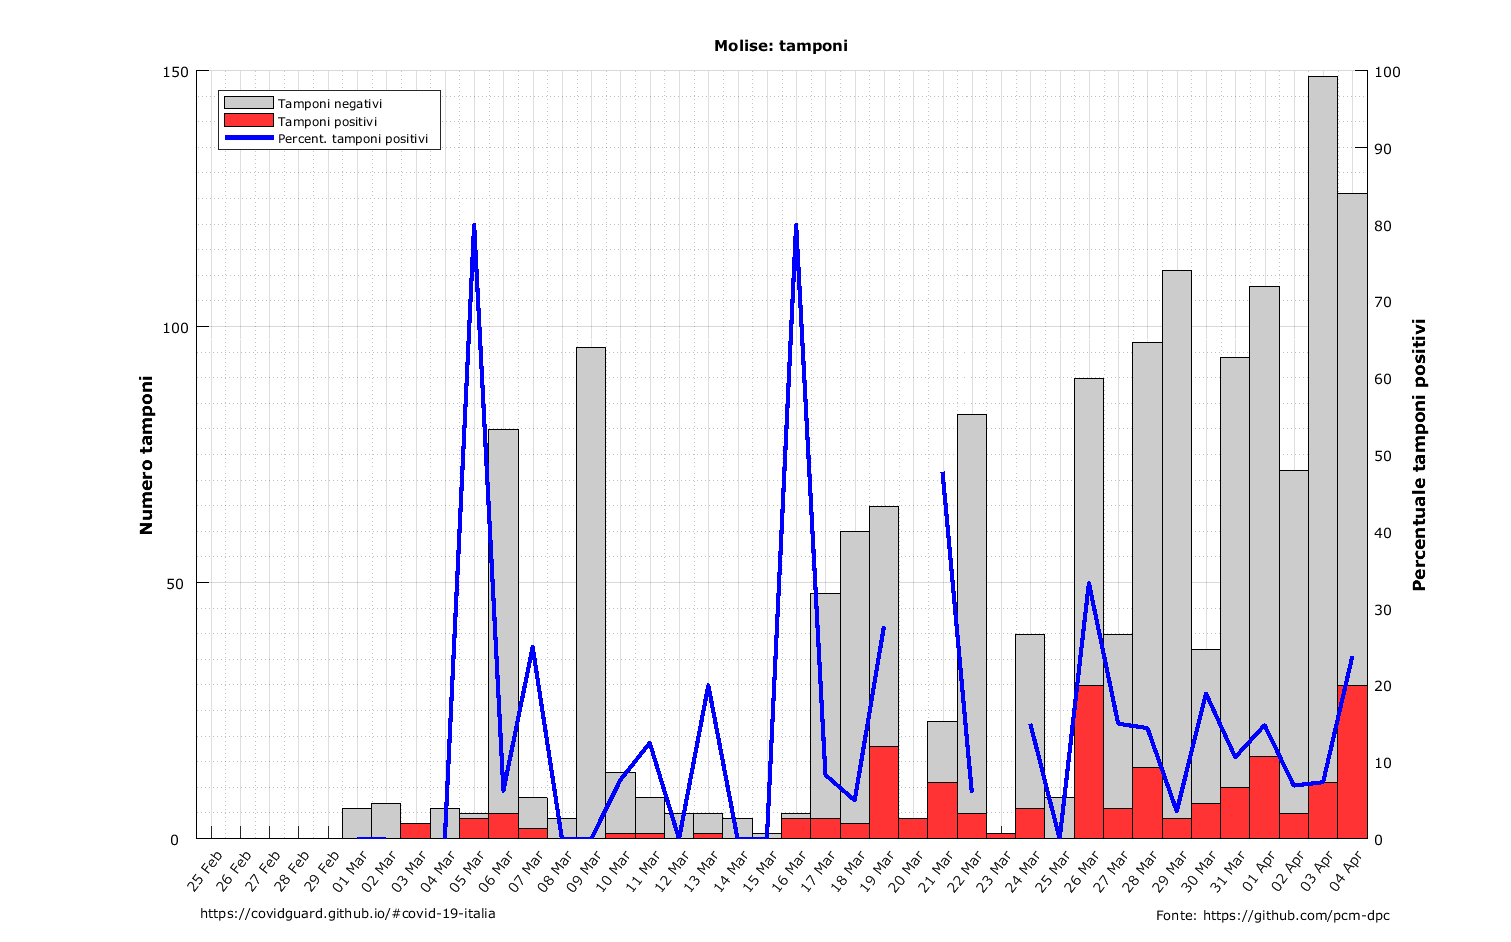 Molise: tamponi
Tamponi negativi
Tamponi positivi
Percent. tamponi positivi
Numero tamponi
150
100
50
0
Percentuale tamponi positivi
100
90
80
70
60
50
40
30
20
10
0
25 Feb
26 Feb
27 Feb
28 Feb
29 Feb
01 Mar
02 Mar
03 Mar
04 Mar
05 Mar
06 Mar
07 Mar
08 Mar
09 Mar
10 Mar
11 Mar
12 Mar
13 Mar
14 Mar
15 Mar
16 Mar
17 Mar
18 Mar
19 Mar
20 Mar
21 Mar
22 Mar
23 Mar
24 Mar
25 Mar
26 Mar
27 Mar
28 Mar
29 Mar
30 Mar
31 Mar
01 Apr
02 Apr
03 Apr
04 Apr
https://covidguard.github.io/#covid-19-italia
Fonte: https://github.com/pcm-dpc